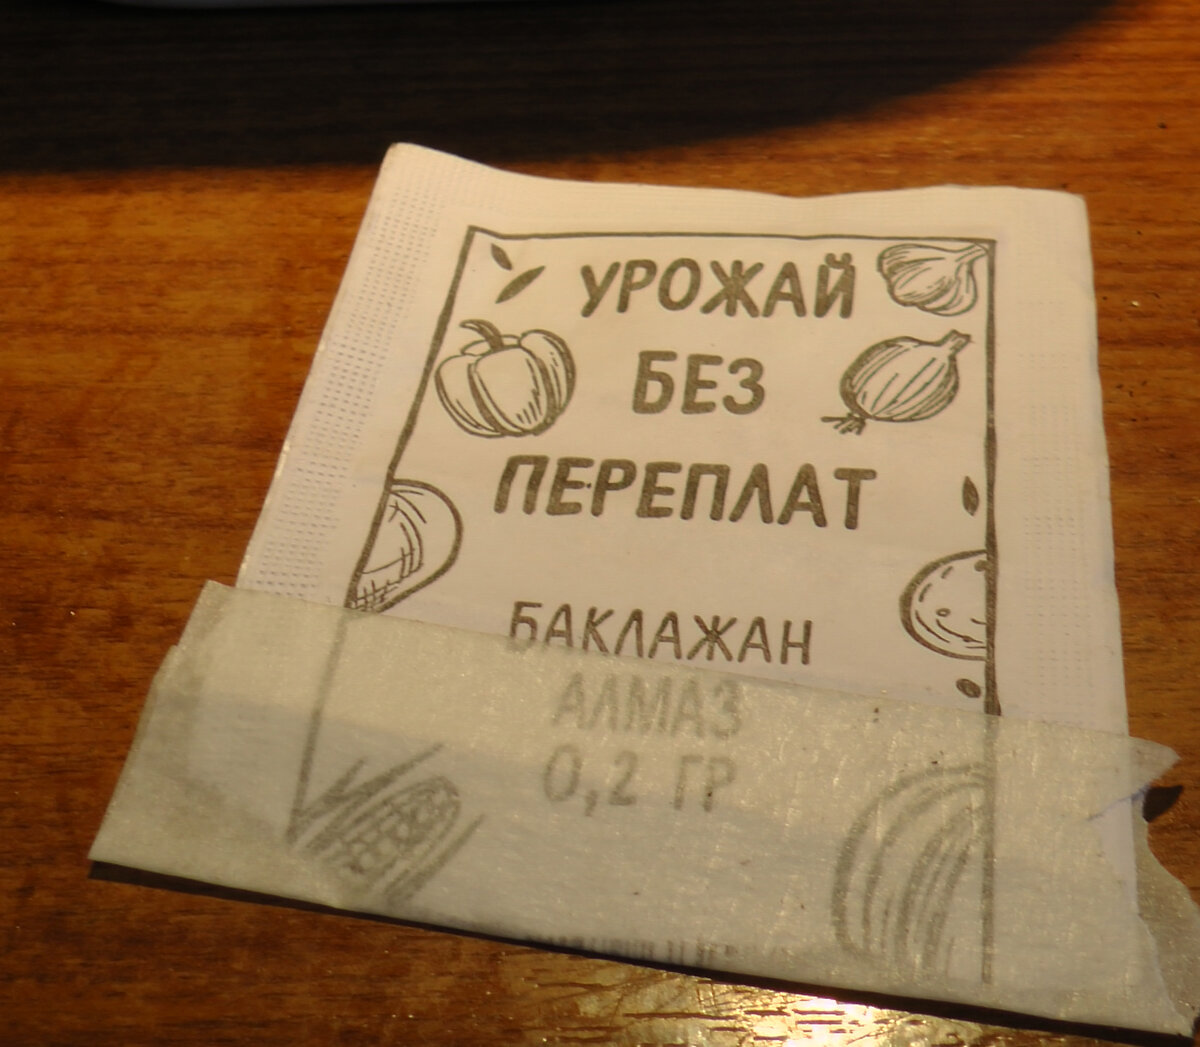 УРОЖАЙ
БЕЗ
ПЕРЕПЛАТ
БАКЛАЖАН
АЛМАЗ
0,2 ГР